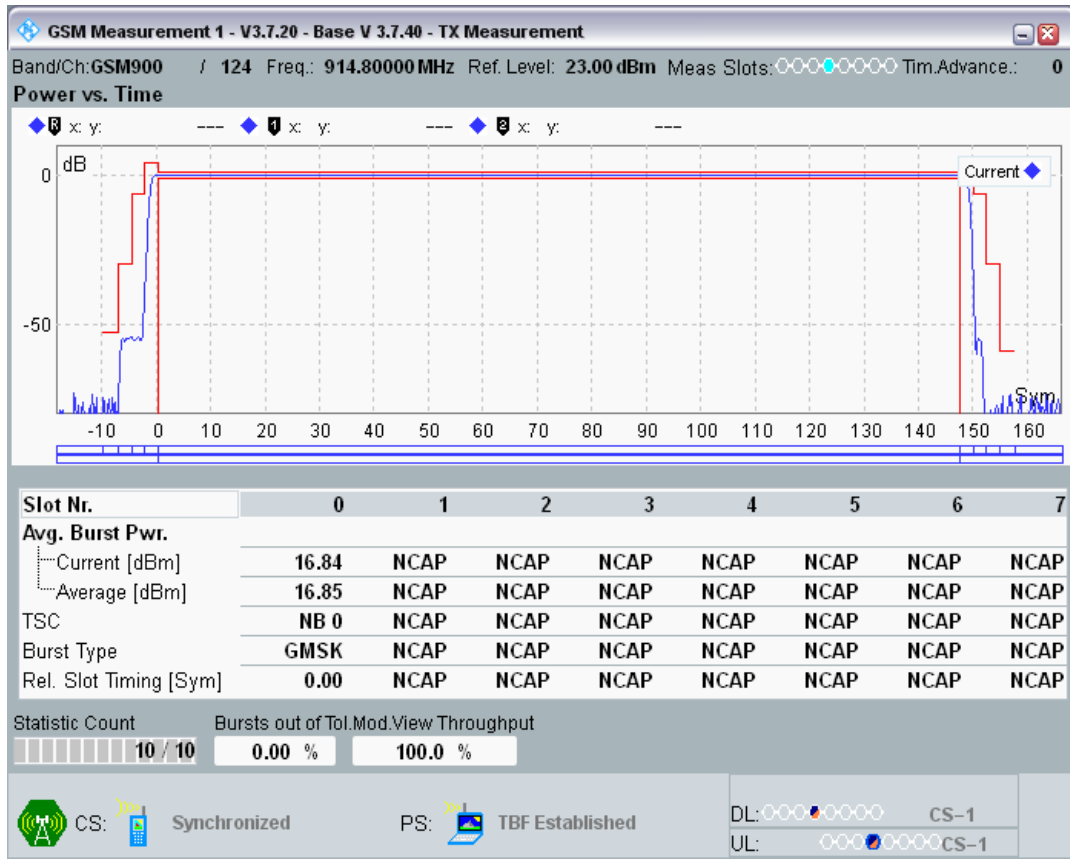 GSM Measurement 1 - V3.7.20 - Base V 3.7.40 - TX Measurement
Band/Ch:GSM900 / 124 Freq.: 914.80000 MHz Ref. Level: 23.00 dBm Meas Slots: Tim.Advance.: 0
Power vs. Time
R x: y: --- 1 x: y: --- 2 x: y: ---
dB
Current
0
-50
Sym
-10 0 10 20 30 40 50 60 70 80 90 100 110 120 130 140 150 160
Slot Nr. 0 1 2 3 4 5 6 7
Avg. Burst Pwr.
Current [dBm] 16.84 NCAP NCAP NCAP NCAP NCAP NCAP NCAP
Average [dBm] 16.85 NCAP NCAP NCAP NCAP NCAP NCAP NCAP
TSC NB 0 NCAP NCAP NCAP NCAP NCAP NCAP NCAP
Burst Type GMSK NCAP NCAP NCAP NCAP NCAP NCAP NCAP
Rel. Slot Timing [Sym] 0.00 NCAP NCAP NCAP NCAP NCAP NCAP NCAP
Statistic Count Bursts out of Tol. Mod.View Throughput
10 / 10 0.00 % 100.0 %
CS: Synchronized PS: TBF Established
DL: CS-1
UL: CS-1